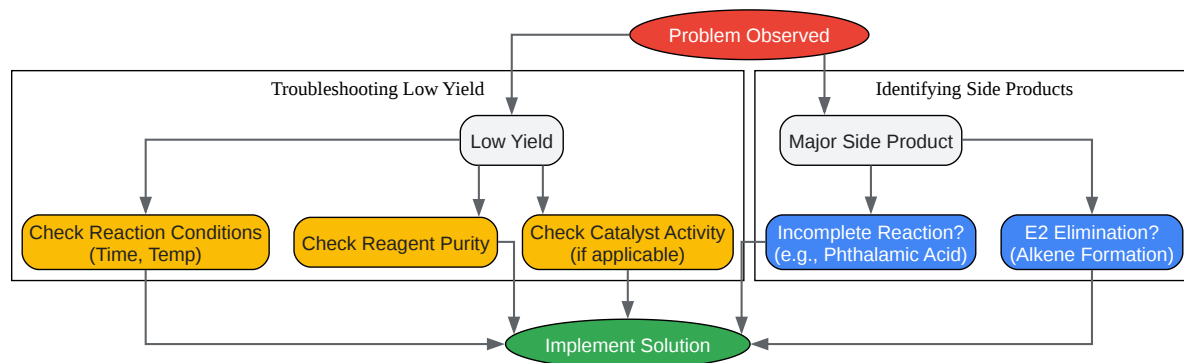 Problem Observed
Troubleshooting Low Yield
Identifying Side Products
Low Yield
Major Side Product
Check Reaction Conditions
(Time, Temp)
Check Reagent Purity
Check Catalyst Activity
(if applicable)
Incomplete Reaction?
(e.g., Phthalamic Acid)
E2 Elimination?
(Alkene Formation)
Implement Solution